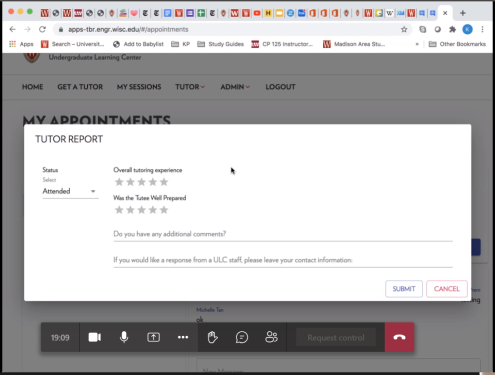 apps-tbr.engr.wisc.edu/#/appointments
Apps
Search – Universit...
Add to Babylist
KP
Study Guides
CP 125 Instructor...
Madison Area Stu...
»
Other Bookmarks
Undergraduate Learning Center
HOME
GET A TUTOR
MY SESSIONS
TUTOR
ADMIN
LOGOUT
MY APPOINTMENTS
TUTOR REPORT
Status
Select
Attended
Overall tutoring experience
Was the Tutee Well Prepared
Do you have any additional comments?
If you would like a response from a ULC staff, please leave your contact information:
SUBMIT
CANCEL
Michelle Tan
ok
19:09
Request control